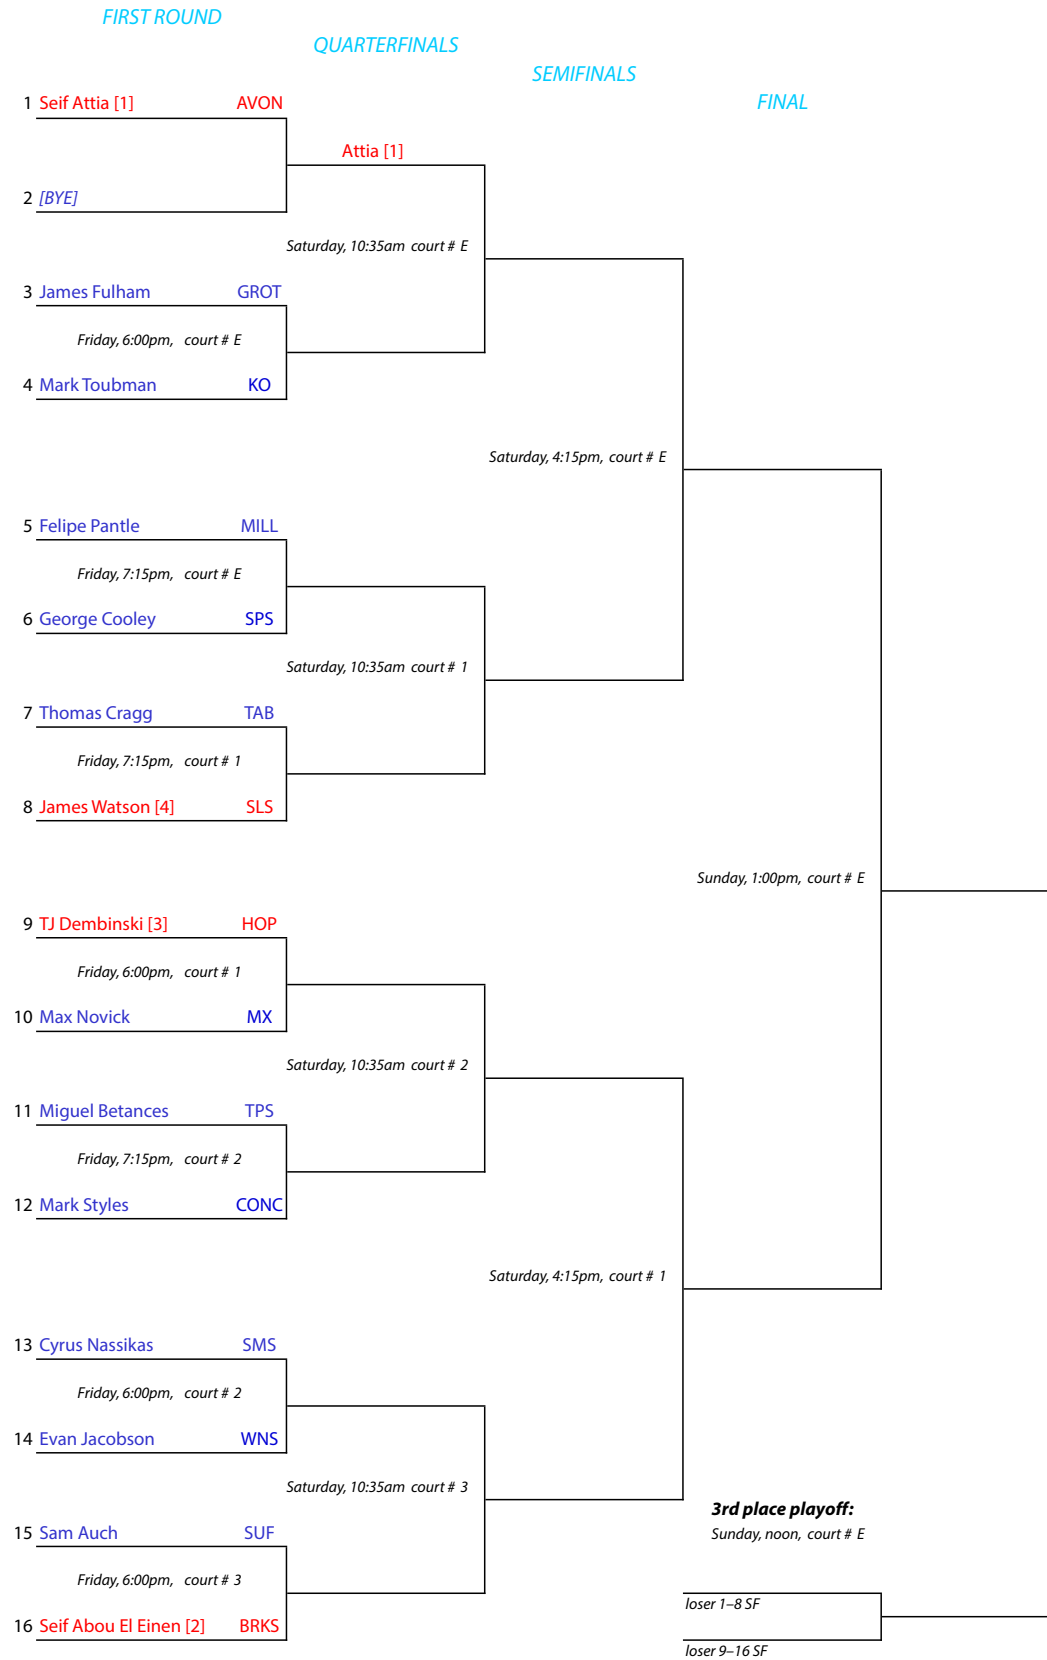 FIRST ROUND
QUARTERFINALS
SEMIFINALS
FINAL
1 Seif Attia [1] AVON
Attia [1]
2 [BYE]
Saturday, 10:35am court # E
3 James Fulham GROT
Friday, 6:00pm, court # E
4 Mark Toubman KO
Saturday, 4:15pm, court # E
5 Felipe Pantle MILL
Friday, 7:15pm, court # E
6 George Cooley SPS
Saturday, 10:35am court # 1
7 Thomas Cragg TAB
Friday, 7:15pm, court # 1
8 James Watson [4] SLS
Sunday, 1:00pm, court # E
9 TJ Dembinski [3] HOP
Friday, 6:00pm, court # 1
10 Max Novick MX
Saturday, 10:35am court # 2
11 Miguel Betances TPS
Friday, 7:15pm, court # 2
12 Mark Styles CONC
Saturday, 4:15pm, court # 1
13 Cyrus Nassikas SMS
Friday, 6:00pm, court # 2
14 Evan Jacobson WNS
Saturday, 10:35am court # 3
3rd place playoff:
15 Sam Auch SUF
Sunday, noon, court # E
Friday, 6:00pm, court # 3
loser 1–8 SF
16 Seif Abou El Einen [2] BRKS
loser 9–16 SF